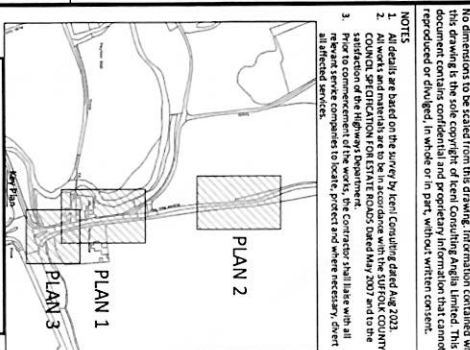 No dimensions to be scaled from this drawing. Information contained wi
this drawing is the sole copyright of Iceni Consulting Anglia Limited. This
document contains confidential and proprietary information that cannot
reproduced or divulged, in whole or in part, without written consent.
NOTES
1. All details are based on the survey by Iceni Consulting dated Aug 2023.
2. All works and materials are to be in accordance with the SUFFOLK COUNTY
COUNCIL SPECIFICATION FOR ESTATE ROADS Dated May 2007 and to the
satisfaction of the Highways Department.
3. Prior to commencement of the works, the Contractor shall liaise with all
relevant service companies to locate, protect and where necessary, divert
all affected services.
PLAN 2
PLAN 1
PLAN 3
Key Plan